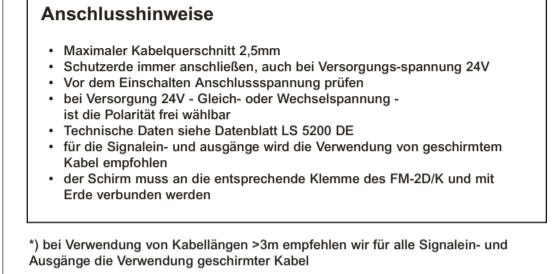 Anschlusshinweise
• Maximaler Kabelquerschnitt 2,5mm
• Schutzerde immer anschließen, auch bei Versorgungs-spannung 24V
• Vor dem Einschalten Anschlussspannung prüfen
• bei Versorgung 24V - Gleich- oder Wechselspannung -
ist die Polarität frei wählbar
• Technische Daten siehe Datenblatt LS 5200 DE
• für die Signalein- und ausgänge wird die Verwendung von geschirmtem
Kabel empfohlen
• der Schirm muss an die entsprechende Klemme des FM-2D/K und mit
Erde verbunden werden
*) bei Verwendung von Kabellängen >3m empfehlen wir für alle Signalein- und
Ausgänge die Verwendung geschirmter Kabel